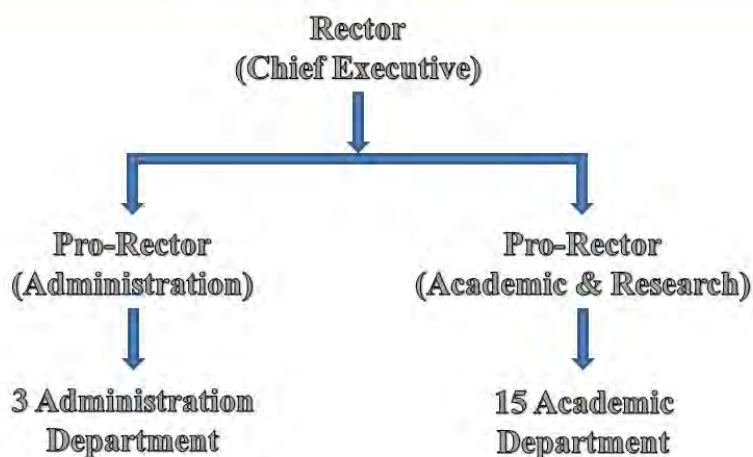 Rector
(Chief Executive)
Pro-Rector
(Administration)
Pro-Rector
(Academic & Research)
3 Administration
Department
15 Academic
Department